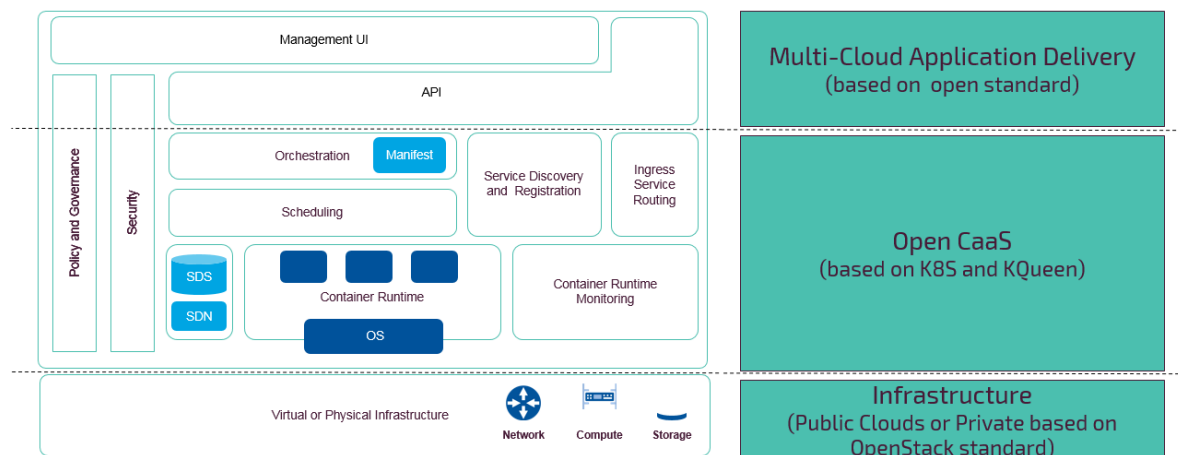 Management UI
API
Policy and Governance
Security
Orchestration
Manifest
Scheduling
Service Discovery
and Registration
Ingress
Service
Routing
SDS
SDN
Container Runtime
OS
Container Runtime
Monitoring
Virtual or Physical Infrastructure
Network
Compute
Storage
Multi-Cloud Application Delivery
(based on open standard)
Open CaaS
(based on K8S and KQueen)
Infrastructure
(Public Clouds or Private based on
OpenStack standard)